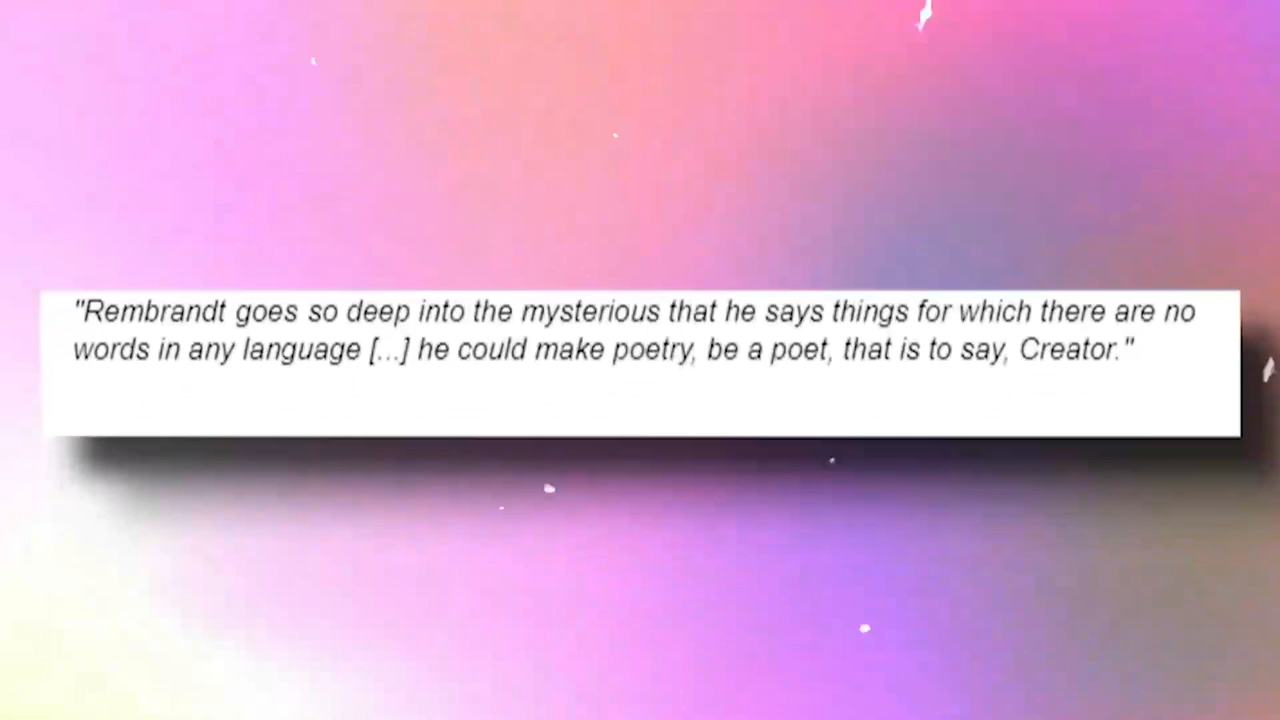 "Rembrandt goes so deep into the mysterious that he says things for which there are no
words in any language [...] he could make poetry, be a poet, that is to say, Creator."